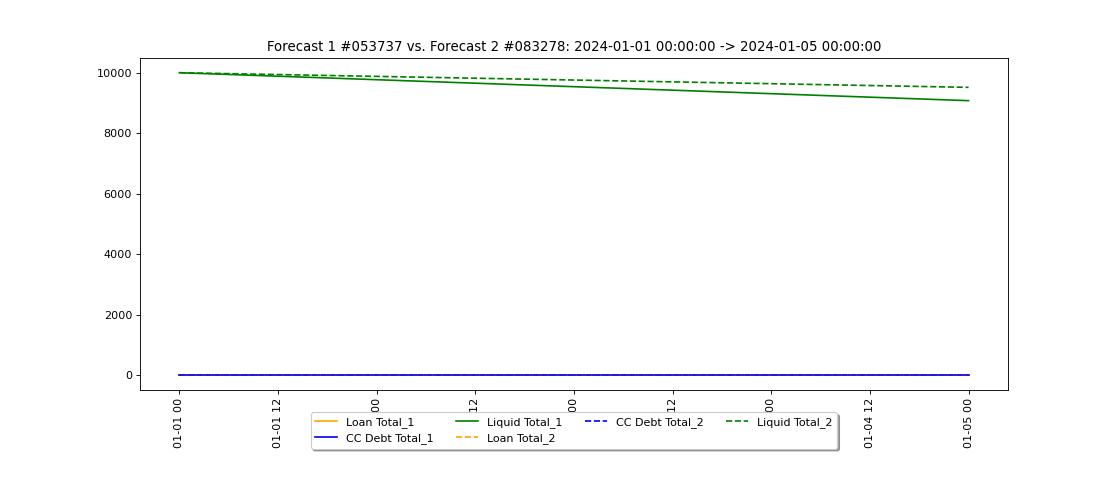 Forecast 1 #053737 vs. Forecast 2 #083278: 2024-01-01 00:00:00 -> 2024-01-05 00:00:00
10000
8000
6000
4000
2000
0
01-01 00
01-01 12
00
12
00
12
00
01-04 12
01-05 00
Loan Total_1
Liquid Total_1
CC Debt Total_2
Liquid Total_2
CC Debt Total_1
Loan Total_2